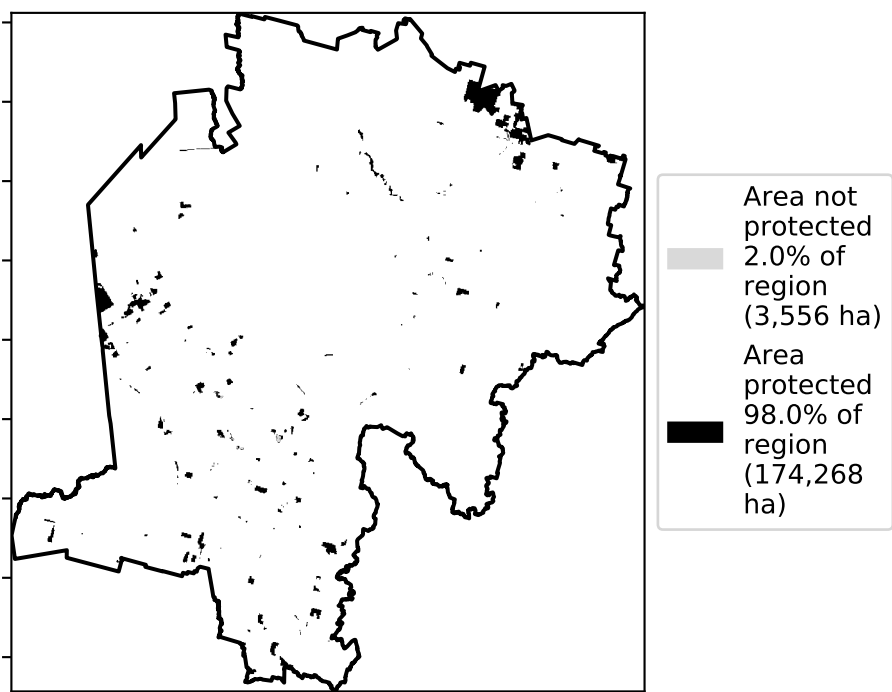 Area not
protected
2.0% of
region
(3,556 ha)
Area
protected
98.0% of
region
(174,268
ha)